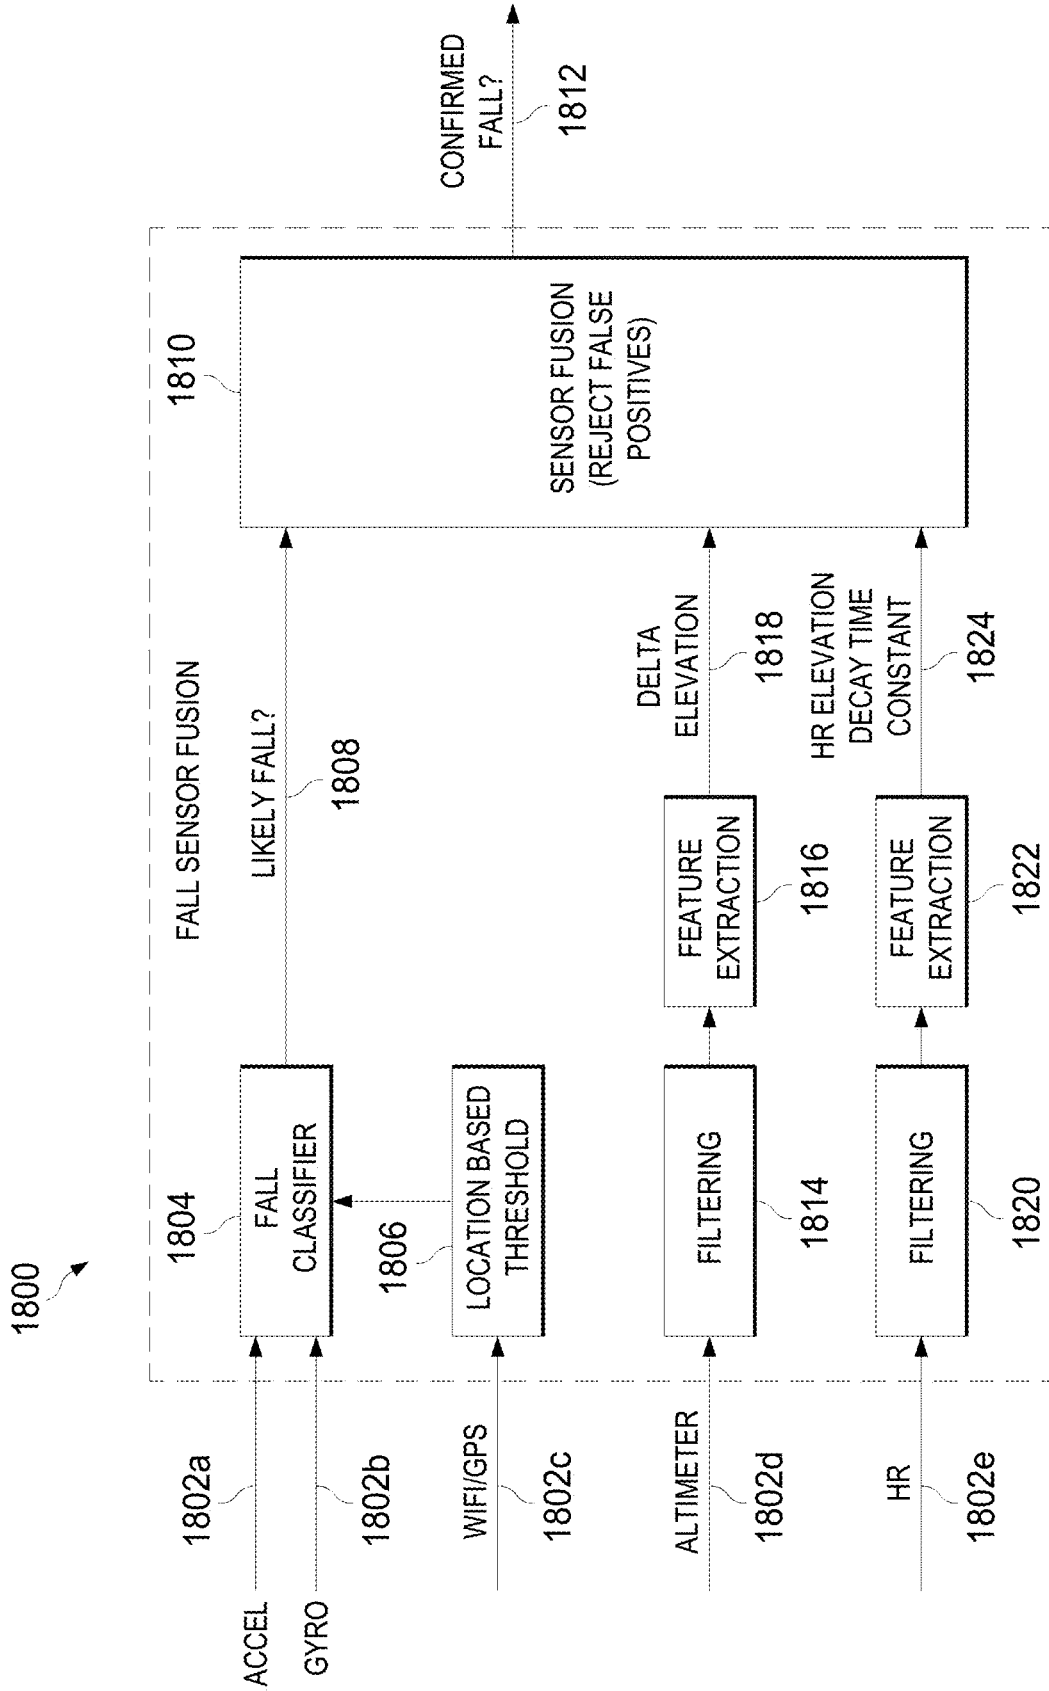 1800
FALL SENSOR FUSION
ACCEL
1802a
GYRO
1802b
1804
FALL
CLASSIFIER
LIKELY FALL?
1808
1810
SENSOR FUSION
(REJECT FALSE
POSITIVES)
CONFIRMED
FALL?
1812
WIFI/GPS
1802c
1806
LOCATION BASED
THRESHOLD
ALTIMETER
1802d
FILTERING
1814
FEATURE
EXTRACTION
1816
DELTA
ELEVATION
1818
HR
1802e
FILTERING
1820
FEATURE
EXTRACTION
1822
HR ELEVATION
DECAY TIME
CONSTANT
1824